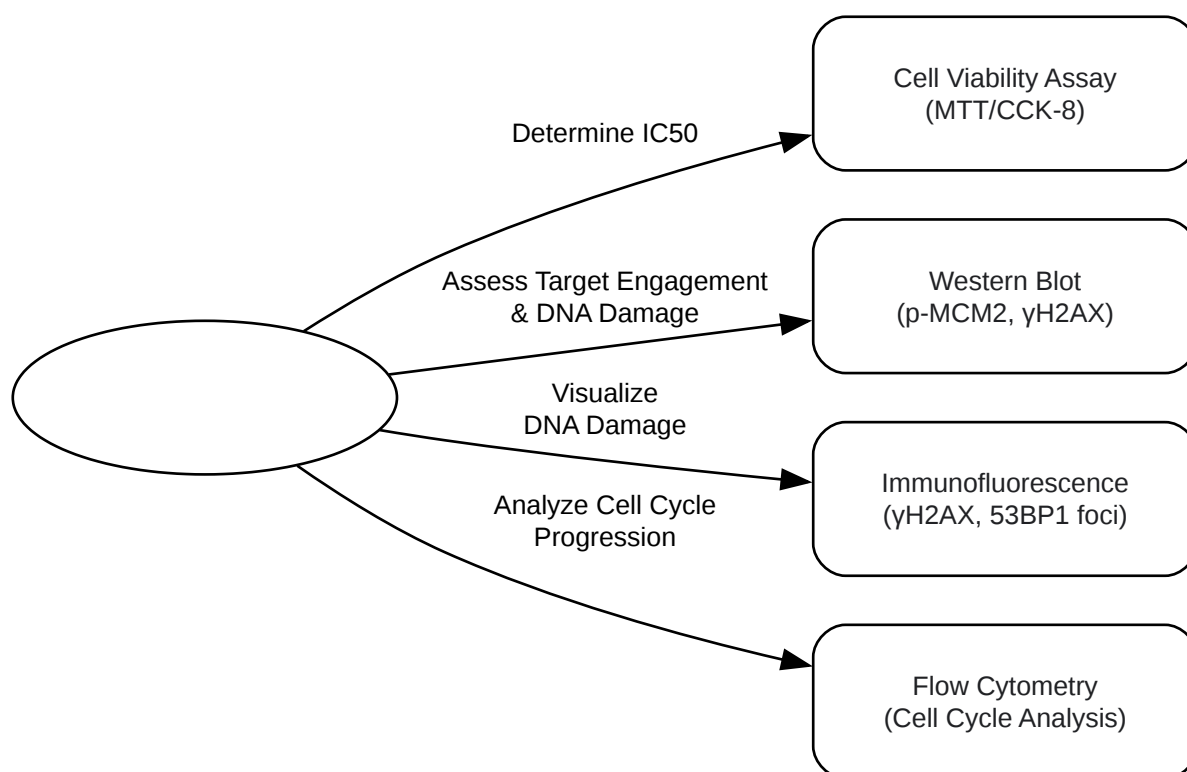 Cell Viability Assay
(MTT/CCK-8)
Determine IC50
Assess Target Engagement
& DNA Damage
Western Blot
(p-MCM2, γH2AX)
Visualize
DNA Damage
Immunofluorescence
(γH2AX, 53BP1 foci)
Analyze Cell Cycle
Progression
Flow Cytometry
(Cell Cycle Analysis)